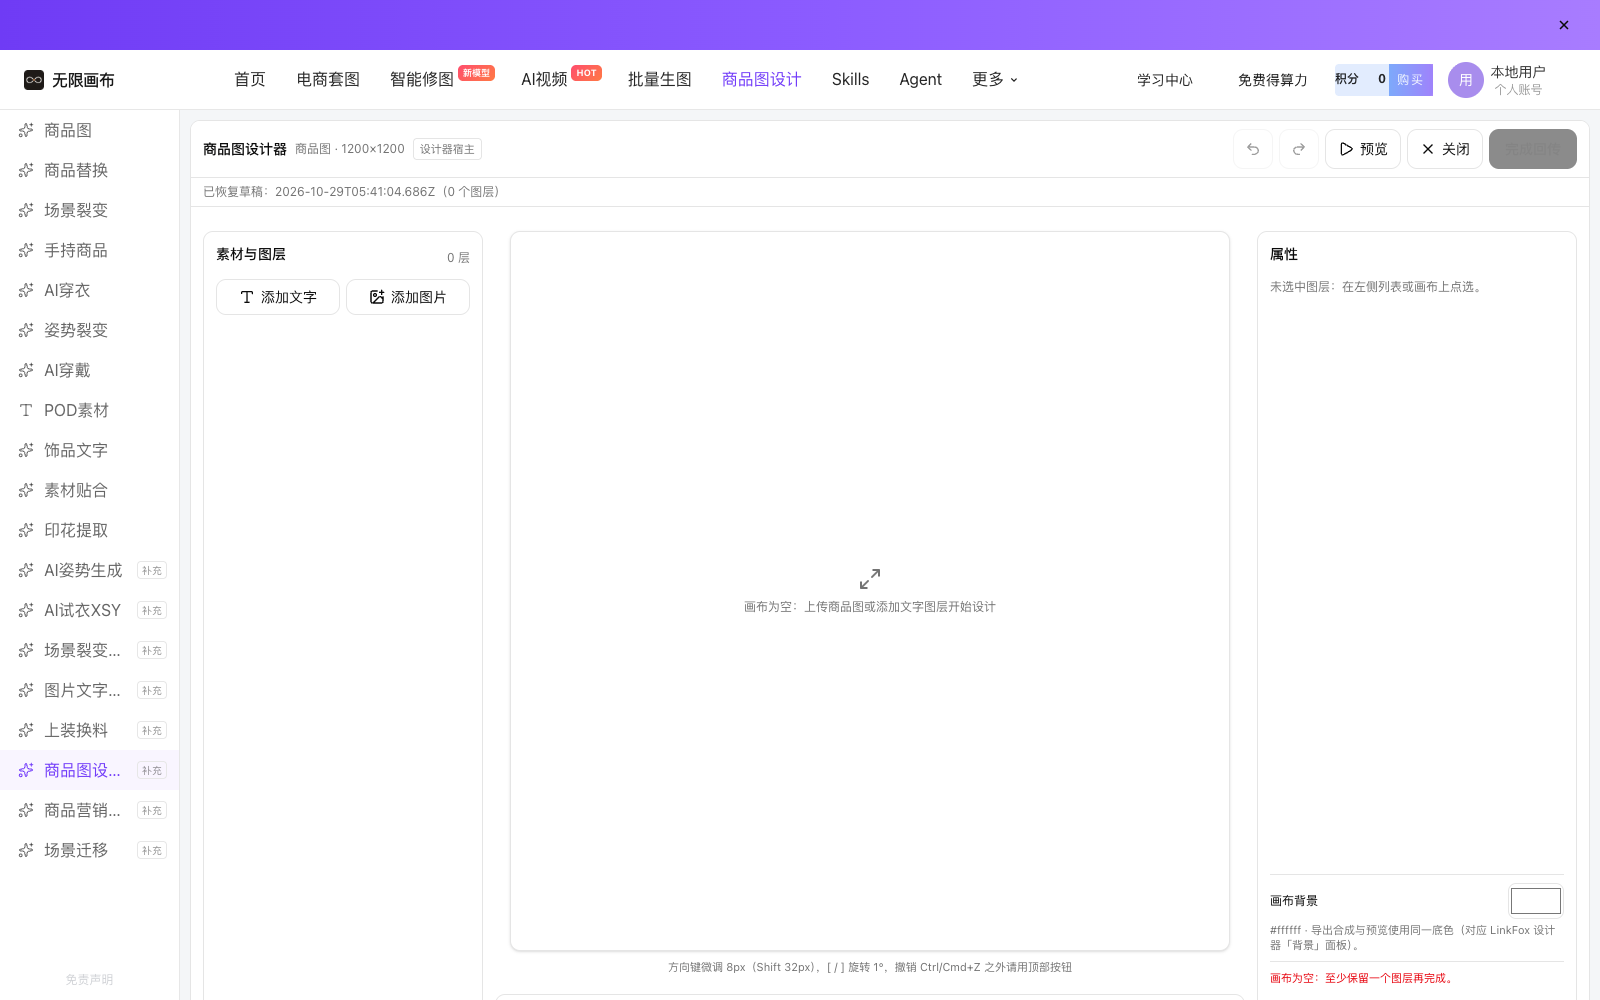 无限画布
首页
电商套图
智能修图
新模型
AI视频
HOT
批量生图
商品图设计
Skills
Agent
更多
学习中心
免费得算力
积分 0
购买
用
本地用户
个人账号
商品图
商品替换
场景裂变
手持商品
AI穿衣
姿势裂变
AI穿戴
POD素材
饰品文字
素材贴合
印花提取
AI姿势生成 补充
AI试衣XSY 补充
场景裂变... 补充
图片文字... 补充
上装换料 补充
商品图设... 补充
商品营销... 补充
场景迁移 补充
免责声明
商品图设计器 商品图 · 1200×1200 设计器宿主
预览
关闭
完成回传
已恢复草稿：2026-10-29T05:41:04.686Z（0 个图层）
素材与图层
0 层
添加文字
添加图片
画布为空：上传商品图或添加文字图层开始设计
方向键微调 8px（Shift 32px），[ / ] 旋转 1°，撤销 Ctrl/Cmd+Z 之外请用顶部按钮
属性
未选中图层：在左侧列表或画布上点选。
画布背景
#ffffff · 导出合成与预览使用同一底色（对应 LinkFox 设计
器「背景」面板）。
画布为空：至少保留一个图层再完成。